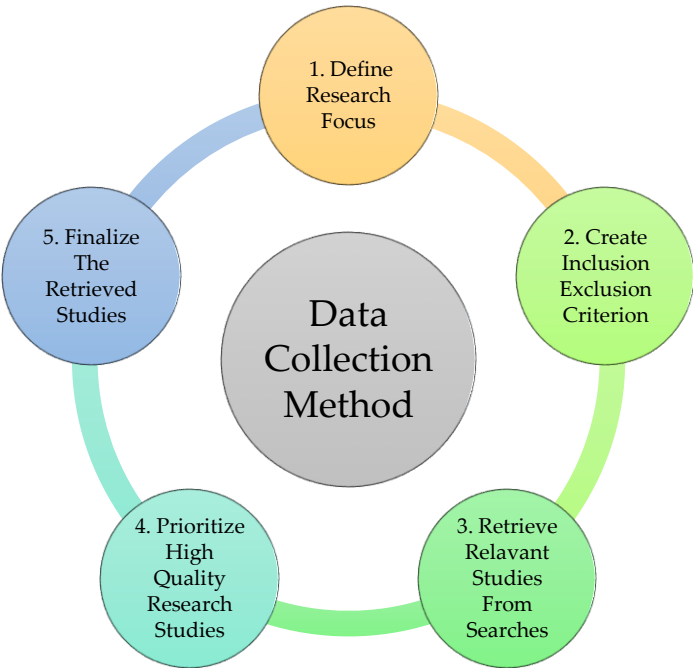 1. Define
Research
Focus
2. Create
Inclusion
Exclusion
Criterion
3. Retrieve
Relavant
Studies
From
Searches
4. Prioritize
High
Quality
Research
Studies
5. Finalize
The
Retrieved
Studies
Data
Collection
Method